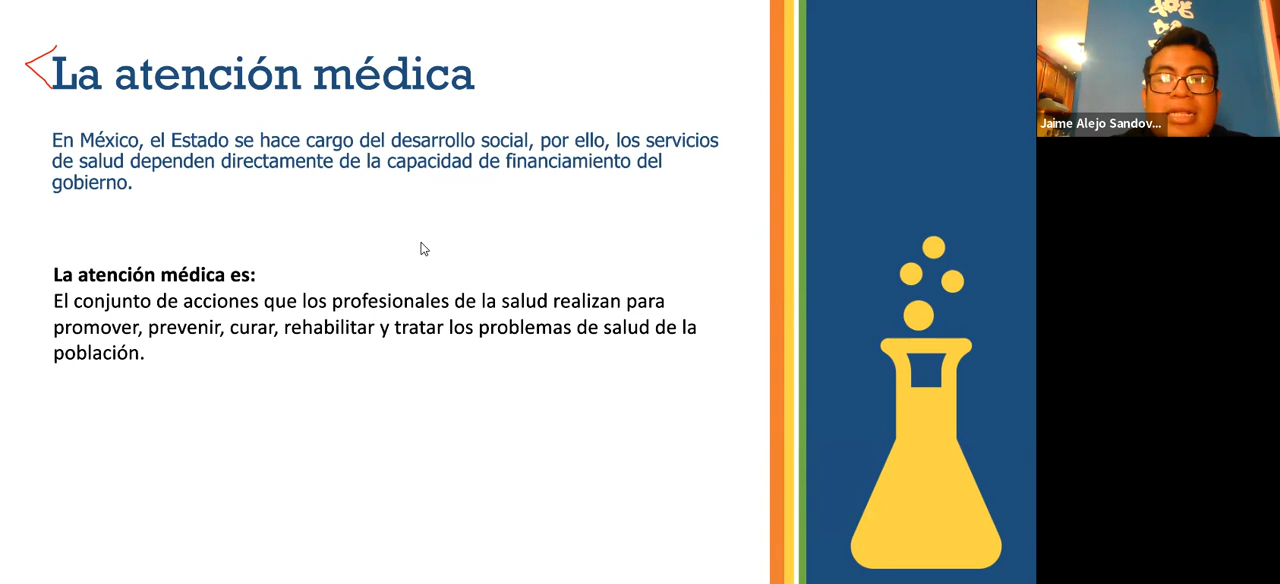 La atención médica
En México, el Estado se hace cargo del desarrollo social, por ello, los servicios
de salud dependen directamente de la capacidad de financiamiento del
gobierno.
La atención médica es:
El conjunto de acciones que los profesionales de la salud realizan para
promover, prevenir, curar, rehabilitar y tratar los problemas de salud de la
población.
Jaime Alejo Sandov...